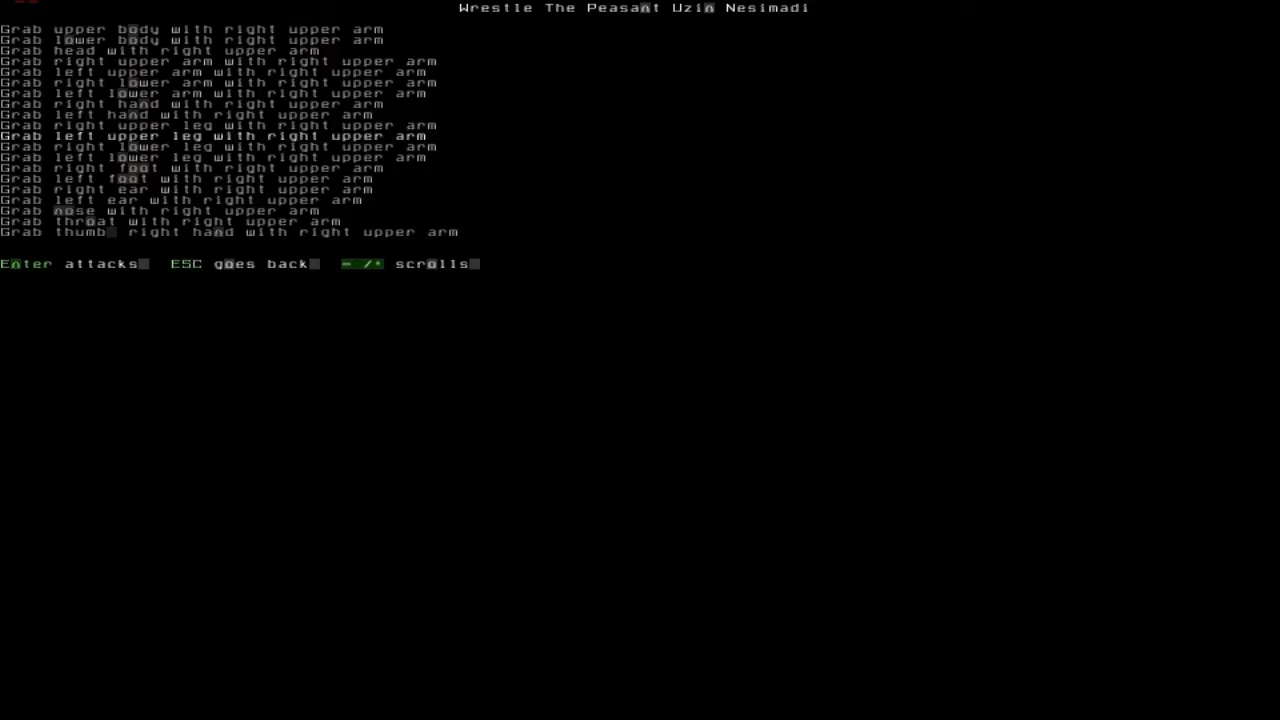 Wrestle The Peasant Uzin Nesimadi
Grab upper body with right upper arm
Grab lower body with right upper arm
Grab head with right upper arm
Grab right upper arm with right upper arm
Grab left upper arm with right upper arm
Grab right lower arm with right upper arm
Grab left lower arm with right upper arm
Grab right hand with right upper arm
Grab left hand with right upper arm
Grab right upper leg with right upper arm
Grab left upper leg with right upper arm
Grab right lower leg with right upper arm
Grab left lower leg with right upper arm
Grab right foot with right upper arm
Grab left foot with right upper arm
Grab right ear with right upper arm
Grab left ear with right upper arm
Grab nose with right upper arm
Grab throat with right upper arm
Grab thumb right hand with right upper arm
Enter attacks ESC goes back - /* scrolls